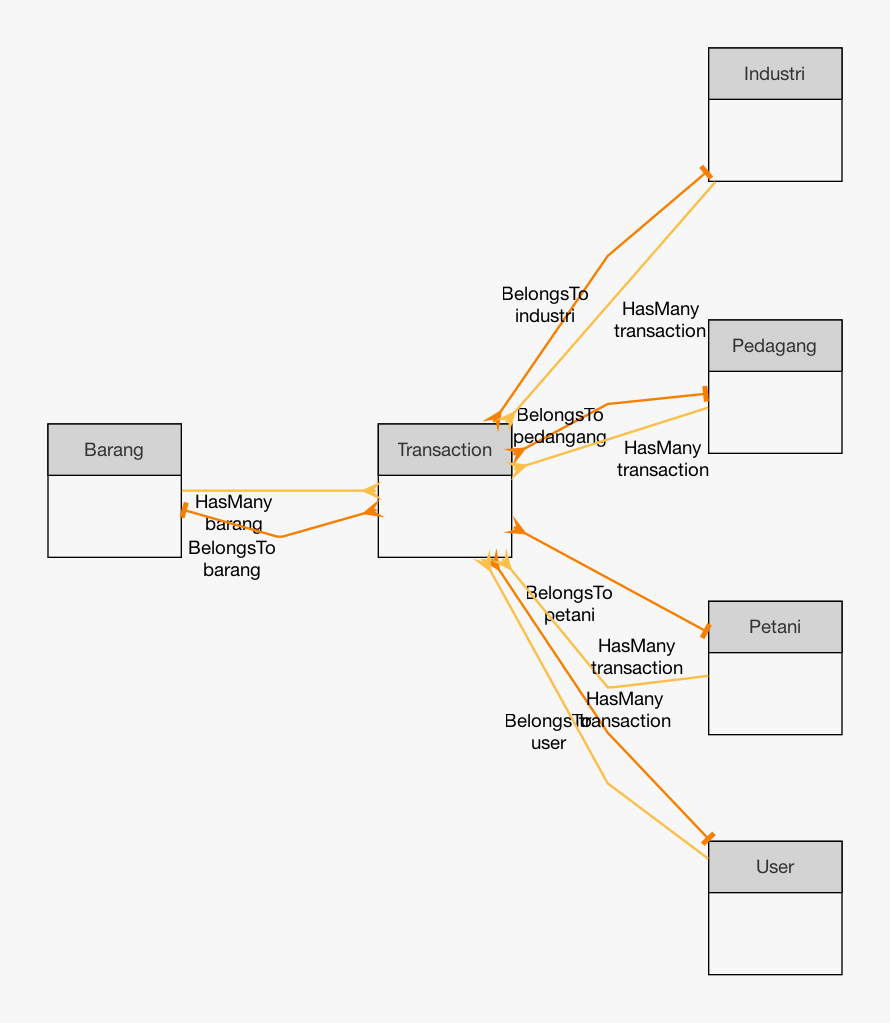 Industri
BelongsTo
industri
HasMany
transaction
Pedagang
BelongsTo
pedangang
HasMany
transaction
Barang
Transaction
HasMany
barang
BelongsTo
barang
BelongsTo
petani
Petani
HasMany
transaction
HasMany
transaction
BelongsTo
user
User